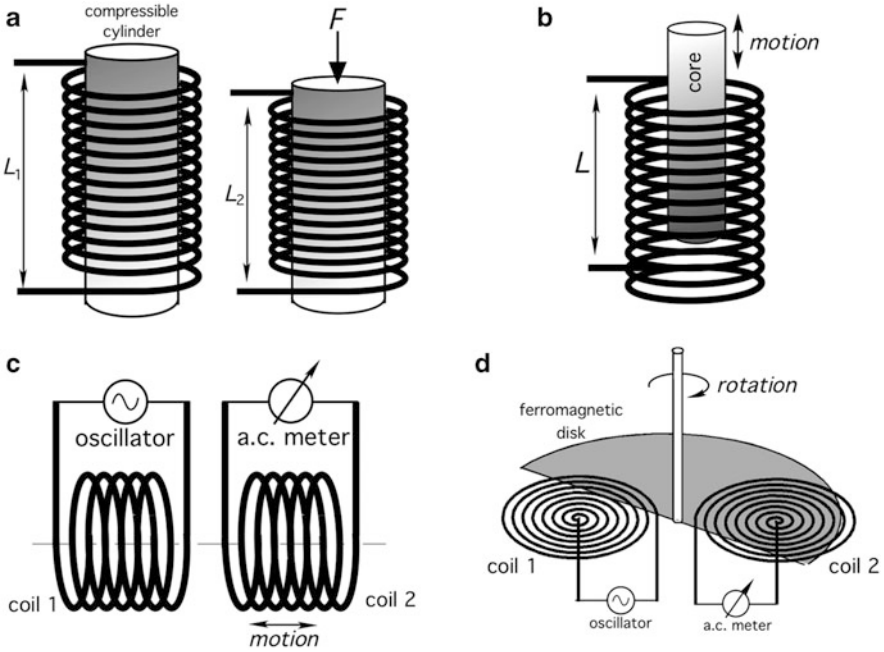 a
compressible
cylinder
F
L1
L2
b
motion
core
L
c
oscillator
a.c. meter
coil 1
coil 2
motion
d
rotation
ferromagnetic
disk
coil 1
coil 2
oscillator
a.c. meter